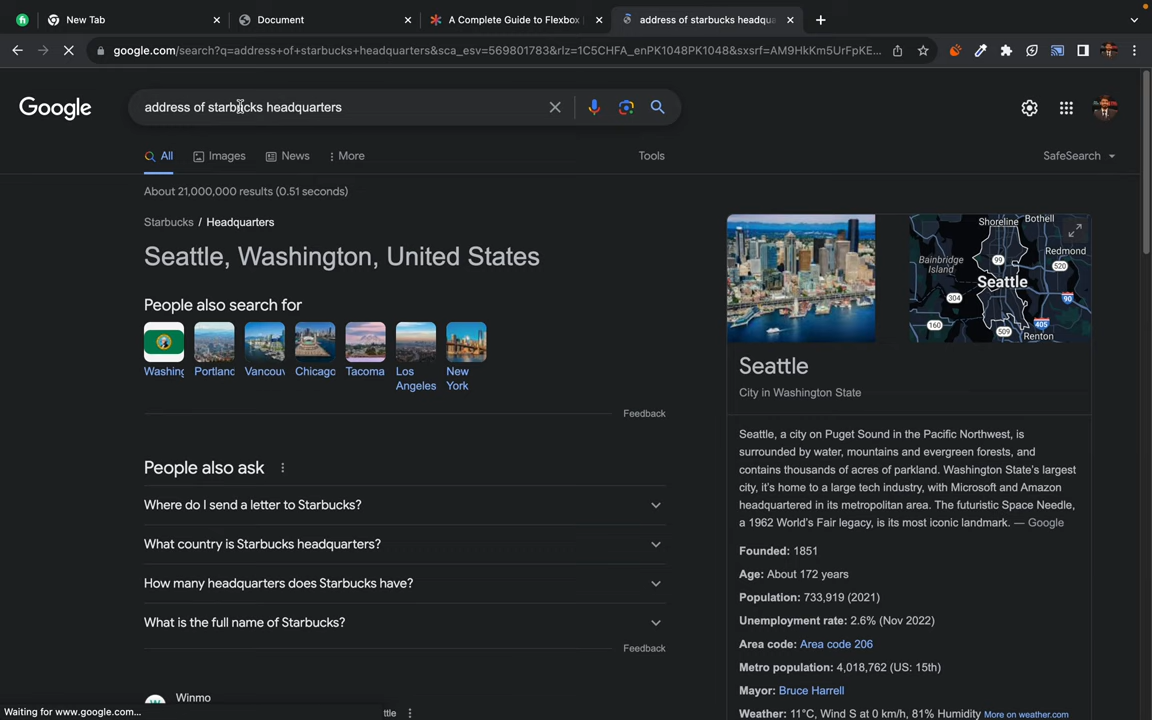 New Tab
Document
A Complete Guide to Flexbox
address of starbucks headqua
google.com/search?q=address+of+starbucks+headquarters&sca_esv=569801783&rlz=1C5CHFA_enPK1048PK1048&sxsrf=AM9HkKm5UrFpKE...
Google
address of starbucks headquarters
All
Images
News
More
Tools
SafeSearch
About 21,000,000 results (0.51 seconds)
Starbucks / Headquarters
Seattle, Washington, United States
People also search for
Washing
Portland
Vancouv
Chicago
Tacoma
Los Angeles
New York
Feedback
People also ask
Where do I send a letter to Starbucks?
What country is Starbucks headquarters?
How many headquarters does Starbucks have?
What is the full name of Starbucks?
Feedback
Winmo
ttle
Waiting for www.google.com...
Shoreline
Bothell
Bainbridge Island
99
Redmond
520
Seattle
304
90
160
405
509
Renton
Seattle
City in Washington State
Seattle, a city on Puget Sound in the Pacific Northwest, is
surrounded by water, mountains and evergreen forests, and
contains thousands of acres of parkland. Washington State's largest
city, it's home to a large tech industry, with Microsoft and Amazon
headquartered in its metropolitan area. The futuristic Space Needle,
a 1962 World's Fair legacy, is its most iconic landmark. — Google
Founded: 1851
Age: About 172 years
Population: 733,919 (2021)
Unemployment rate: 2.6% (Nov 2022)
Area code: Area code 206
Metro population: 4,018,762 (US: 15th)
Mayor: Bruce Harrell
Weather: 11°C, Wind S at 0 km/h, 81% Humidity More on weather.com